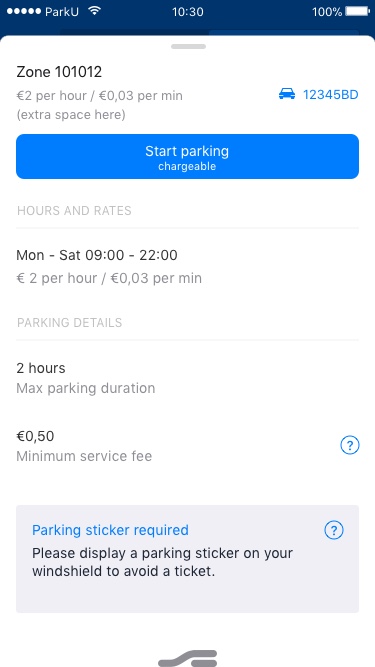 ParkU 10:30 100%
Zone 101012
€2 per hour / €0,03 per min
(extra space here)
12345BD
Start parking
chargeable
HOURS AND RATES
Mon - Sat 09:00 - 22:00
€ 2 per hour / €0,03 per min
PARKING DETAILS
2 hours
Max parking duration
€0,50
Minimum service fee
?
Parking sticker required
?
Please display a parking sticker on your
windshield to avoid a ticket.